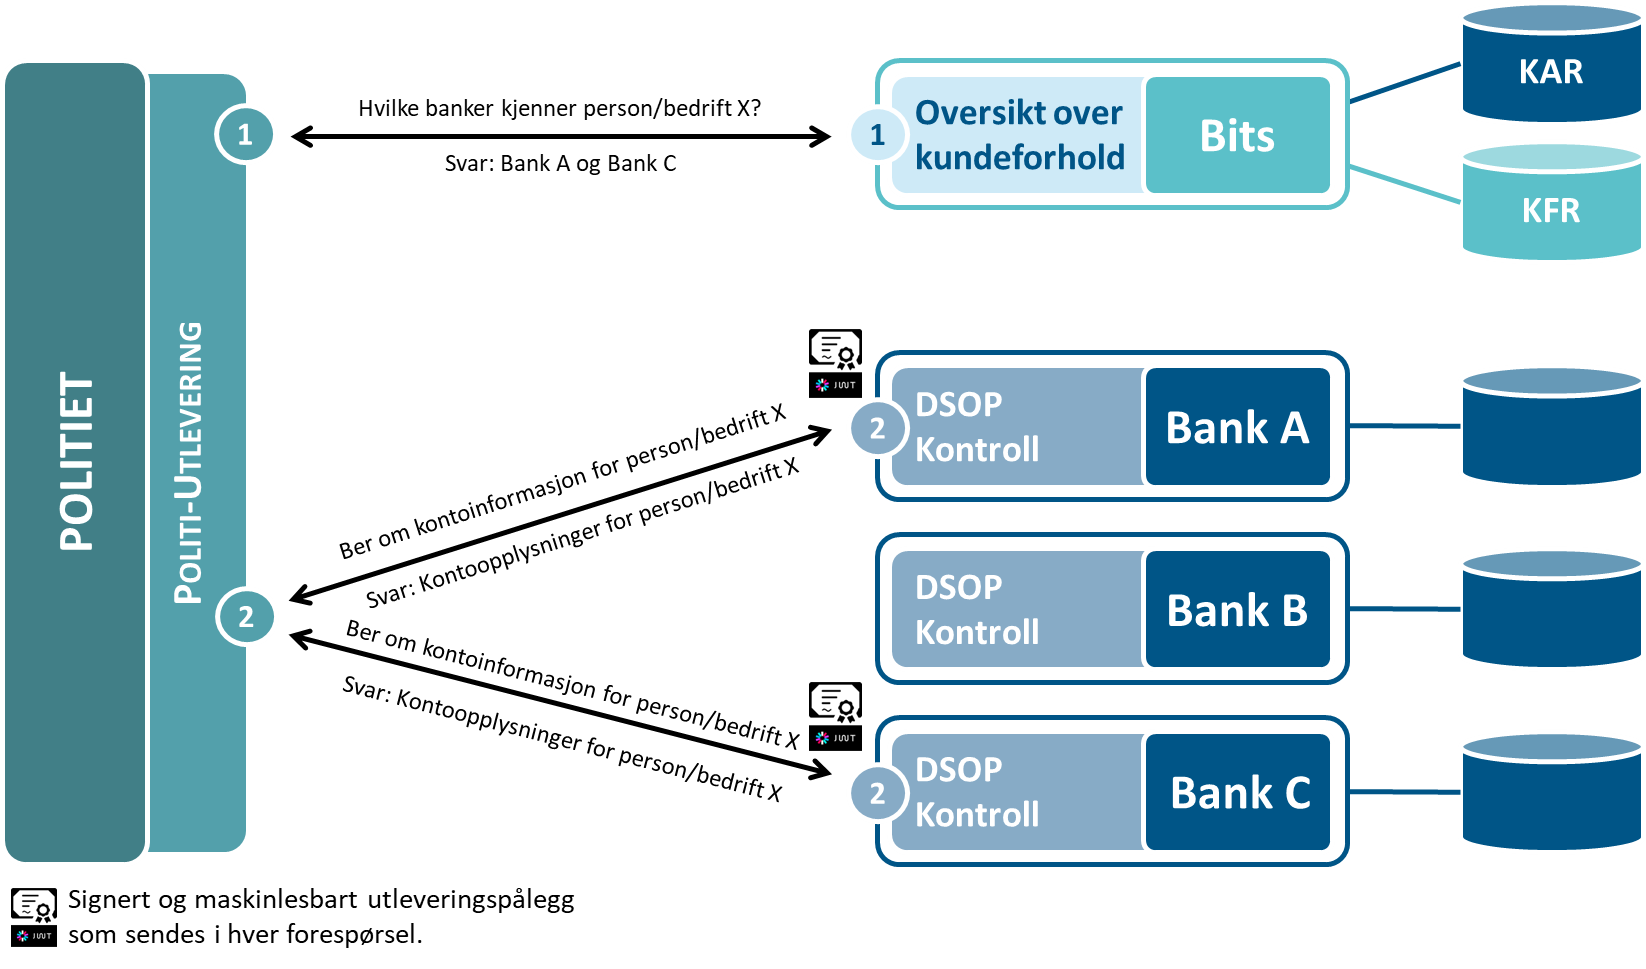 POLITIET
POLITI-UTLEVERING
1
Hvilke banker kjenner person/bedrift X?
Svar: Bank A og Bank C
1
Oversikt over
kundeforhold
Bits
KAR
KFR
2
Ber om kontoinformasjon for person/bedrift X
Svar: Kontoopplysninger for person/bedrift X
JWT
2
DSOP
Kontroll
Bank A
DSOP
Kontroll
Bank B
Ber om kontoinformasjon for person/bedrift X
Svar: Kontoopplysninger for person/bedrift X
JWT
2
DSOP
Kontroll
Bank C
JWT
Signert og maskinlesbart utleveringspålegg
som sendes i hver forespørsel.